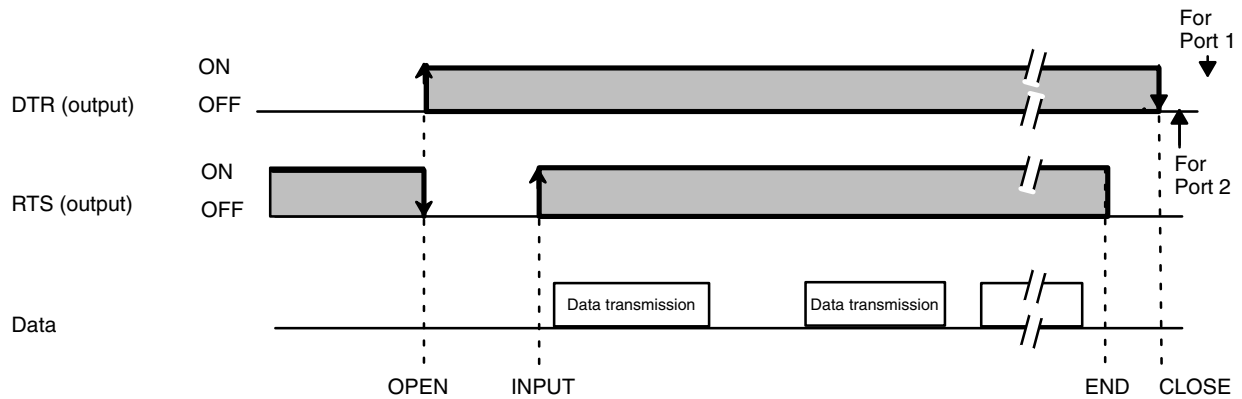 For
Port 1
ON
DTR (output)
OFF
For
Port 2
ON
RTS (output)
OFF
Data transmission
Data transmission
Data
OPEN
INPUT
END
CLOSE